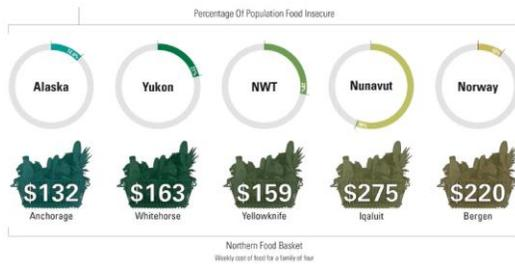 Percentage Of Population Food Insecure
Alaska
Yukon
NWT
Nunavut
Norway
$132
$163
$159
$275
$220
Anchorage
Whitehorse
Yellowknife
Iqaluit
Bergen
Northern Food Basket
Weekly cost of food for a family of four